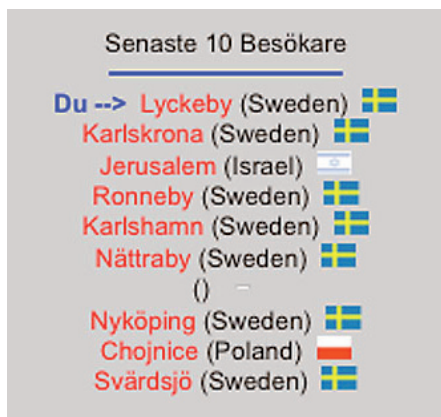 Senaste 10 Besökare
Du --> Lyckeby (Sweden)
Karlskrona (Sweden)
Jerusalem (Israel)
Ronneby (Sweden)
Karlshamn (Sweden)
Nättraby (Sweden)
()
Nyköping (Sweden)
Chojnice (Poland)
Svärdsjö (Sweden)